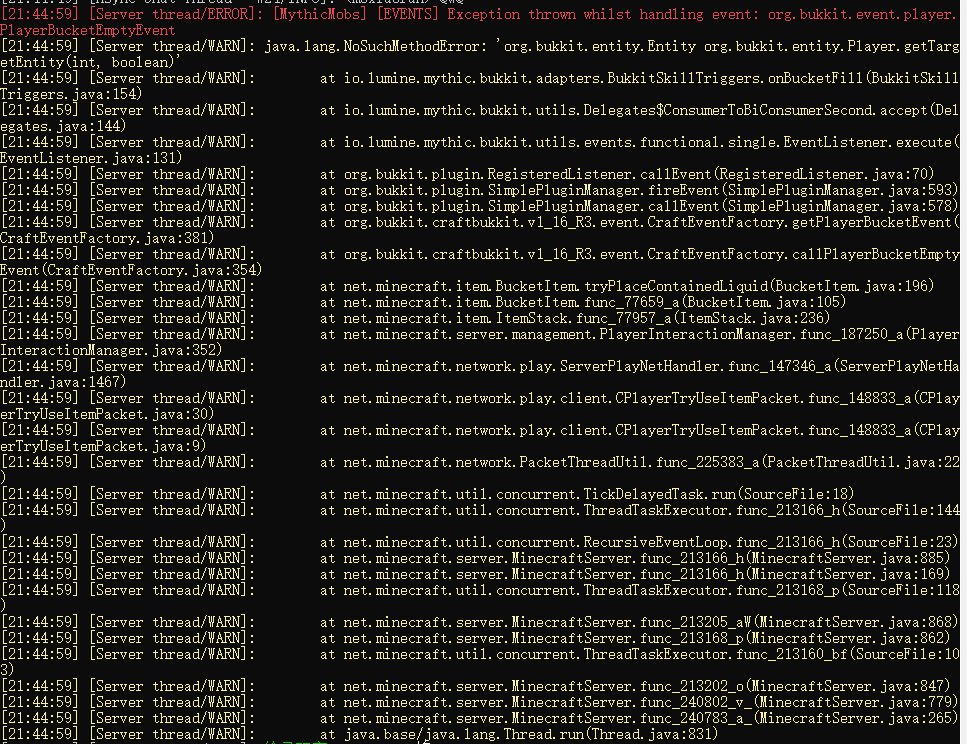 [21:44:59] [Server thread/ERROR]: [MythicMobs] [EVENTS] Exception thrown whilst handling event: org.bukkit.event.player.
PlayerBucketEmptyEvent
[21:44:59] [Server thread/WARN]: java.lang.NoSuchMethodError: 'org.bukkit.entity.Entity org.bukkit.entity.Player.getTarg
etEntity(int, boolean)'
[21:44:59] [Server thread/WARN]:        at io.lumine.mythic.bukkit.adapters.BukkitSkillTriggers.onBucketFill(BukkitSkill
Triggers.java:154)
[21:44:59] [Server thread/WARN]:        at io.lumine.mythic.bukkit.utils.Delegates$ConsumerToBiConsumerSecond.accept(Del
egates.java:144)
[21:44:59] [Server thread/WARN]:        at io.lumine.mythic.bukkit.utils.events.functional.single.EventListener.execute(
EventListener.java:131)
[21:44:59] [Server thread/WARN]:        at org.bukkit.plugin.RegisteredListener.callEvent(RegisteredListener.java:70)
[21:44:59] [Server thread/WARN]:        at org.bukkit.plugin.SimplePluginManager.fireEvent(SimplePluginManager.java:593)
[21:44:59] [Server thread/WARN]:        at org.bukkit.plugin.SimplePluginManager.callEvent(SimplePluginManager.java:578)
[21:44:59] [Server thread/WARN]:        at org.bukkit.craftbukkit.v1_16_R3.event.CraftEventFactory.getPlayerBucketEvent(
CraftEventFactory.java:381)
[21:44:59] [Server thread/WARN]:        at org.bukkit.craftbukkit.v1_16_R3.event.CraftEventFactory.callPlayerBucketEmpty
Event(CraftEventFactory.java:354)
[21:44:59] [Server thread/WARN]:        at net.minecraft.item.BucketItem.tryPlaceContainedLiquid(BucketItem.java:196)
[21:44:59] [Server thread/WARN]:        at net.minecraft.item.BucketItem.func_77659_a(BucketItem.java:105)
[21:44:59] [Server thread/WARN]:        at net.minecraft.item.ItemStack.func_77957_a(ItemStack.java:236)
[21:44:59] [Server thread/WARN]:        at net.minecraft.server.management.PlayerInteractionManager.func_187250_a(Player
InteractionManager.java:352)
[21:44:59] [Server thread/WARN]:        at net.minecraft.network.play.ServerPlayNetHandler.func_147346_a(ServerPlayNetHa
ndler.java:1467)
[21:44:59] [Server thread/WARN]:        at net.minecraft.network.play.client.CPlayerTryUseItemPacket.func_148833_a(CPlay
erTryUseItemPacket.java:30)
[21:44:59] [Server thread/WARN]:        at net.minecraft.network.play.client.CPlayerTryUseItemPacket.func_148833_a(CPlay
erTryUseItemPacket.java:9)
[21:44:59] [Server thread/WARN]:        at net.minecraft.network.PacketThreadUtil.func_225383_a(PacketThreadUtil.java:22
)
[21:44:59] [Server thread/WARN]:        at net.minecraft.util.concurrent.TickDelayedTask.run(SourceFile:18)
[21:44:59] [Server thread/WARN]:        at net.minecraft.util.concurrent.ThreadTaskExecutor.func_213166_h(SourceFile:144
)
[21:44:59] [Server thread/WARN]:        at net.minecraft.util.concurrent.RecursiveEventLoop.func_213166_h(SourceFile:23)
[21:44:59] [Server thread/WARN]:        at net.minecraft.server.MinecraftServer.func_213166_h(MinecraftServer.java:885)
[21:44:59] [Server thread/WARN]:        at net.minecraft.server.MinecraftServer.func_213166_h(MinecraftServer.java:169)
[21:44:59] [Server thread/WARN]:        at net.minecraft.util.concurrent.ThreadTaskExecutor.func_213168_p(SourceFile:118
)
[21:44:59] [Server thread/WARN]:        at net.minecraft.server.MinecraftServer.func_213205_aW(MinecraftServer.java:868)
[21:44:59] [Server thread/WARN]:        at net.minecraft.server.MinecraftServer.func_213168_p(MinecraftServer.java:862)
[21:44:59] [Server thread/WARN]:        at net.minecraft.util.concurrent.ThreadTaskExecutor.func_213160_bf(SourceFile:10
3)
[21:44:59] [Server thread/WARN]:        at net.minecraft.server.MinecraftServer.func_213202_o(MinecraftServer.java:847)
[21:44:59] [Server thread/WARN]:        at net.minecraft.server.MinecraftServer.func_240802_v_(MinecraftServer.java:779)
[21:44:59] [Server thread/WARN]:        at net.minecraft.server.MinecraftServer.func_240783_a_(MinecraftServer.java:265)
[21:44:59] [Server thread/WARN]:        at java.base/java.lang.Thread.run(Thread.java:831)